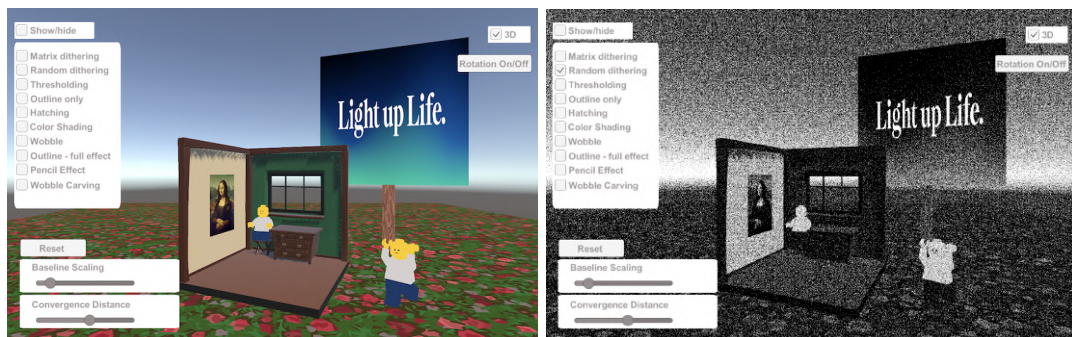 Show/hide
3D
Matrix dithering
Random dithering
Thresholding
Outline only
Hatching
Color Shading
Wobble
Outline - full effect
Pencil Effect
Wobble Carving
Rotation On/Off
Light up Life.
Reset
Baseline Scaling
Convergence Distance
Show/hide
3D
Matrix dithering
Random dithering
Thresholding
Outline only
Hatching
Color Shading
Wobble
Outline - full effect
Pencil Effect
Wobble Carving
Rotation On/Off
Light up Life.
Reset
Baseline Scaling
Convergence Distance